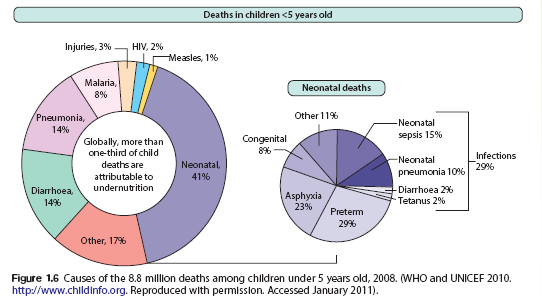 Deaths in children <5 years old
Injuries, 3%
HIV, 2%
Measles, 1%
Malaria,
8%
Pneumonia,
14%
Diarrhoea,
14%
Other, 17%
Neonatal,
41%
Globally, more than
one-third of child
deaths are
attributable to
undernutrition
Neonatal deaths
Other 11%
Congenital
8%
Asphyxia
23%
Preterm
29%
Neonatal
sepsis 15%
Neonatal
pneumonia 10%
Diarrhoea 2%
Tetanus 2%
Infections
29%
Figure 1.6 Causes of the 8.8 million deaths among children under 5 years old, 2008. (WHO and UNICEF 2010.
http://www.childinfo.org. Reproduced with permission. Accessed January 2011).